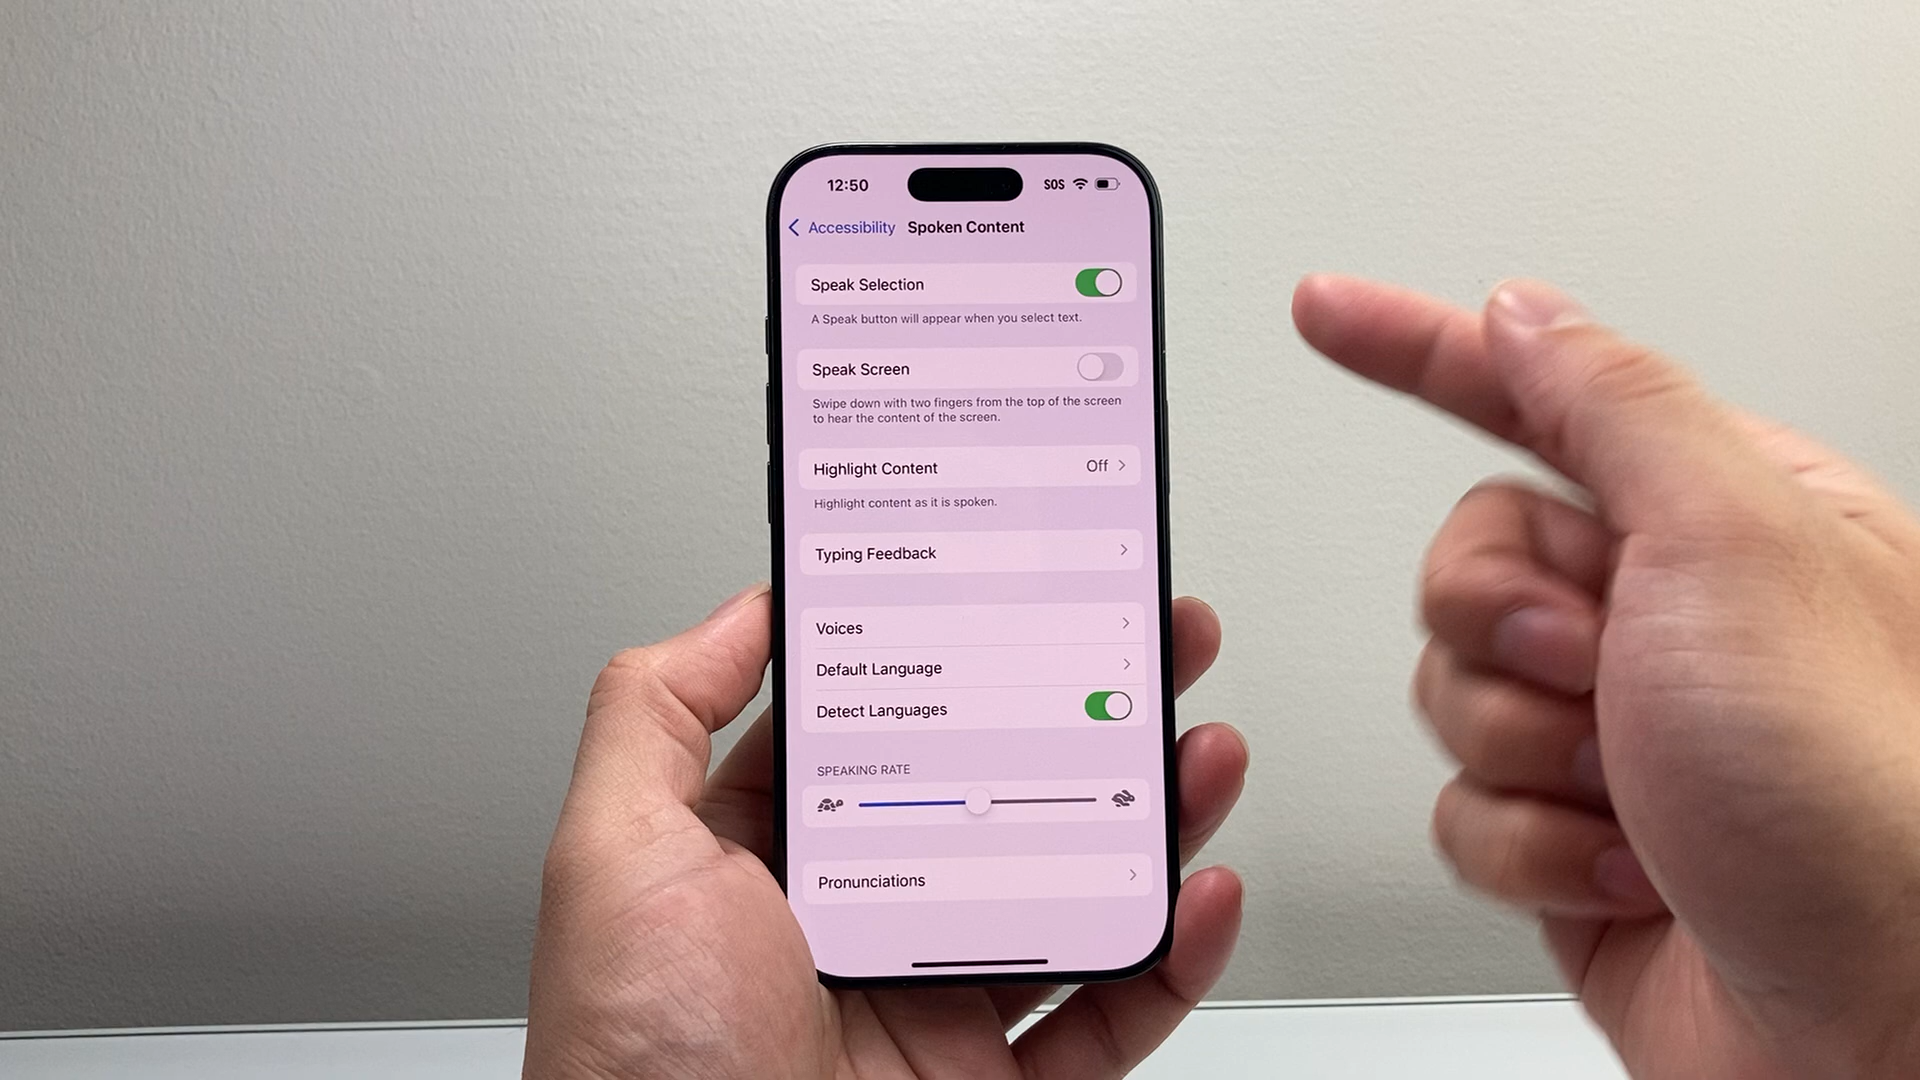 12:50 SOS
Accessibility Spoken Content
Speak Selection
A Speak button will appear when you select text.
Speak Screen
Swipe down with two fingers from the top of the screen
to hear the content of the screen.
Highlight Content Off
Highlight content as it is spoken.
Typing Feedback
Voices
Default Language
Detect Languages
SPEAKING RATE
Pronunciations